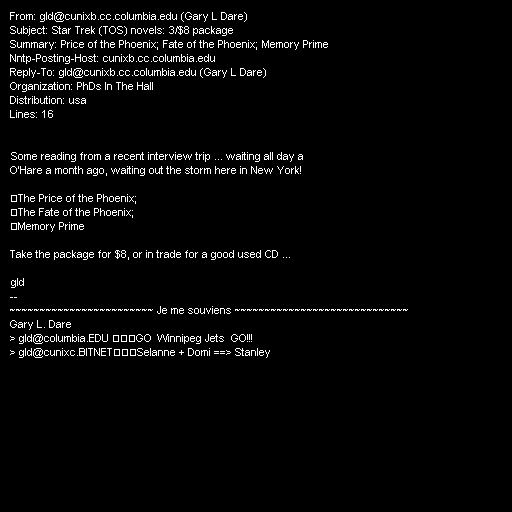 From: gld@cunixb.cc.columbia.edu (Gary L Dare)
Subject: Star Trek (TOS) novels: 3/$8 package
Summary: Price of the Phoenix; Fate of the Phoenix; Memory Prime
Nntp-Posting-Host: cunixb.cc.columbia.edu
Reply-To: gld@cunixb.cc.columbia.edu (Gary L Dare)
Organization: PhDs In The Hall
Distribution: usa
Lines: 16

Some reading from a recent interview trip ... waiting all day a
O'Hare a month ago, waiting out the storm here in New York!

□The Price of the Phoenix;
□The Fate of the Phoenix;
□Memory Prime

Take the package for $8, or in trade for a good used CD ...

gld
--
~~~~~~~~~~~~~~~~~~~~~~~~ Je me souviens ~~~~~~~~~~~~~~~~~~~~~~~~~~~~~
Gary L. Dare
> gld@columbia.EDU □□□GO  Winnipeg Jets  GO!!!
> gld@cunixc.BITNET□□□Selanne + Domi ==> Stanley